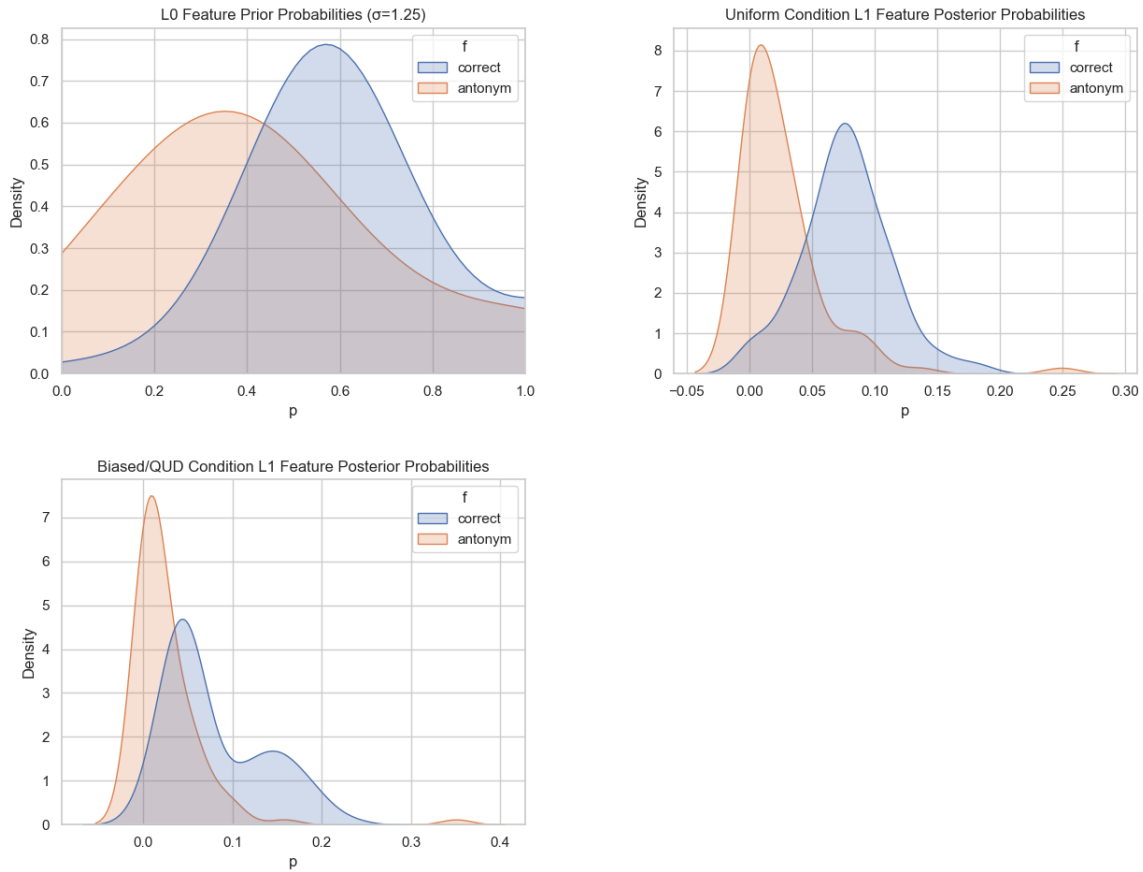 L0 Feature Prior Probabilities (σ=1.25)
f
correct
antonym
0.8
0.7
0.6
0.5
0.4
0.3
0.2
0.1
0.0
Density
0.0 0.2 0.4 0.6 0.8 1.0
p
Uniform Condition L1 Feature Posterior Probabilities
f
correct
antonym
8
7
6
5
4
3
2
1
0
Density
−0.05 0.00 0.05 0.10 0.15 0.20 0.25 0.30
p
Biased/QUD Condition L1 Feature Posterior Probabilities
f
correct
antonym
7
6
5
4
3
2
1
0
Density
0.0 0.1 0.2 0.3 0.4
p